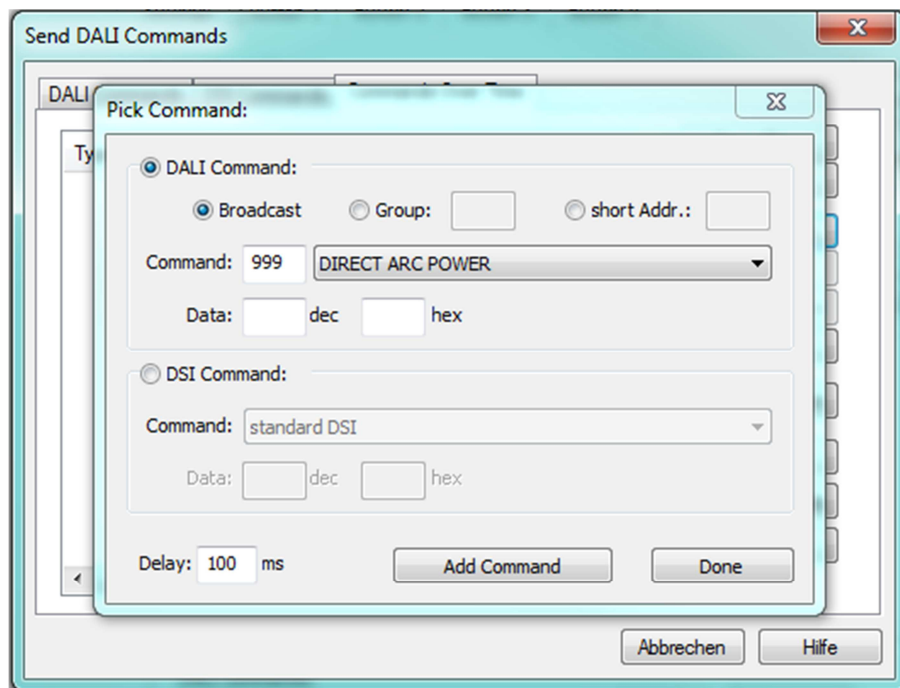 Send DALI Commands
DALI
Pick Command:
Ty
DALI Command:
Broadcast Group: short Addr.:
Command: 999 DIRECT ARC POWER
Data: dec hex
DSI Command:
Command: standard DSI
Data: dec hex
Delay: 100 ms Add Command Done
Abbrechen Hilfe